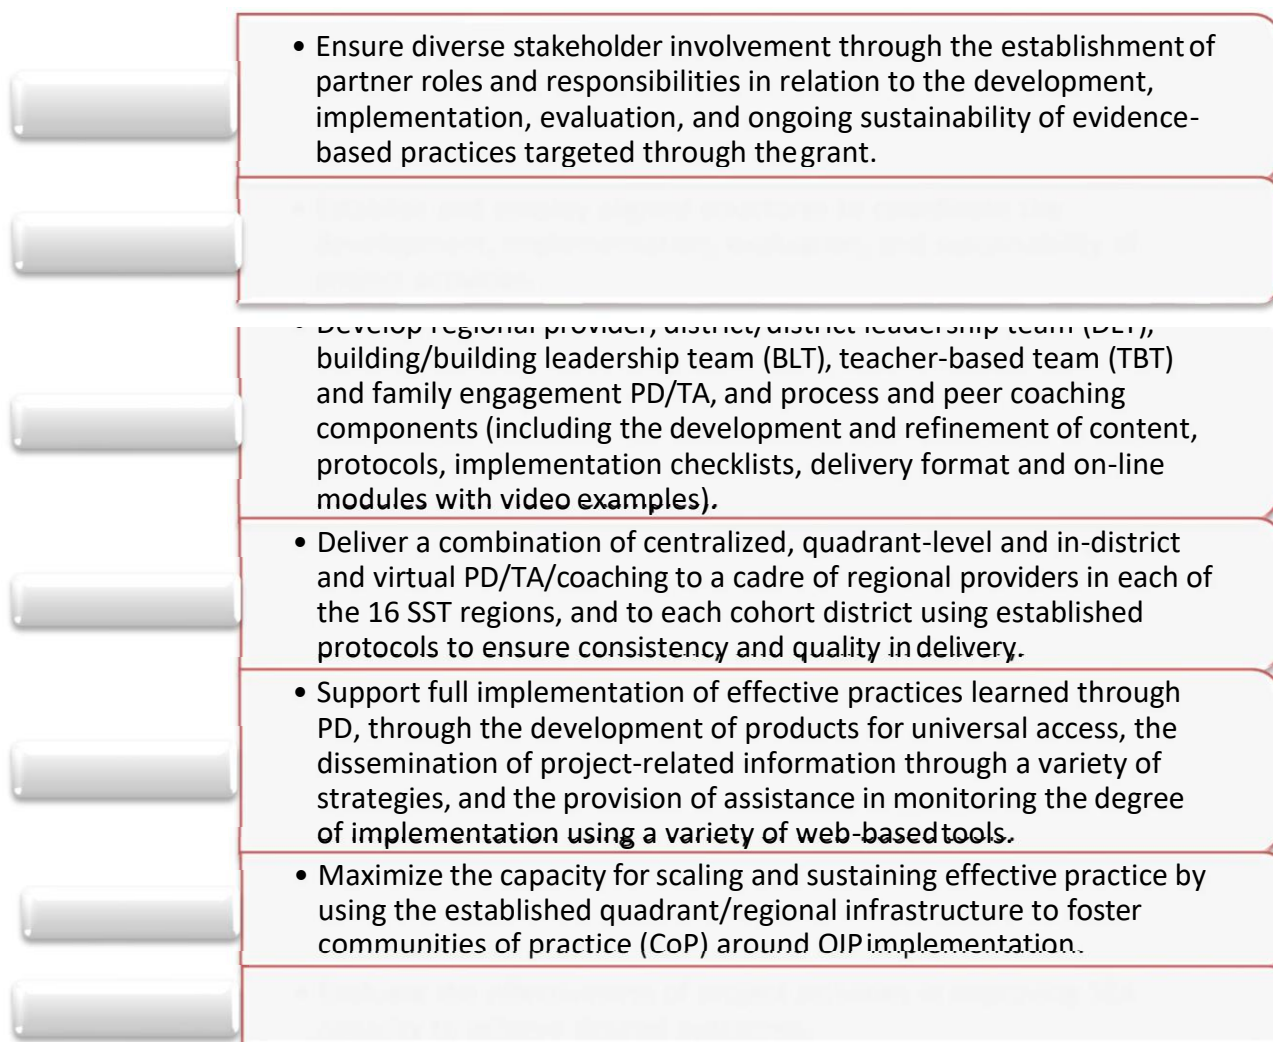 • Ensure diverse stakeholder involvement through the establishment of
partner roles and responsibilities in relation to the development,
implementation, evaluation, and ongoing sustainability of evidence-
based practices targeted through the grant.
• Develop regional provider, district/district leadership team (DLT),
building/building leadership team (BLT), teacher-based team (TBT)
and family engagement PD/TA, and process and peer coaching
components (including the development and refinement of content,
protocols, implementation checklists, delivery format and on-line
modules with video examples).
• Deliver a combination of centralized, quadrant-level and in-district
and virtual PD/TA/coaching to a cadre of regional providers in each of
the 16 SST regions, and to each cohort district using established
protocols to ensure consistency and quality in delivery.
• Support full implementation of effective practices learned through
PD, through the development of products for universal access, the
dissemination of project-related information through a variety of
strategies, and the provision of assistance in monitoring the degree
of implementation using a variety of web-based tools.
• Maximize the capacity for scaling and sustaining effective practice by
using the established quadrant/regional infrastructure to foster
communities of practice (CoP) around OIP implementation.